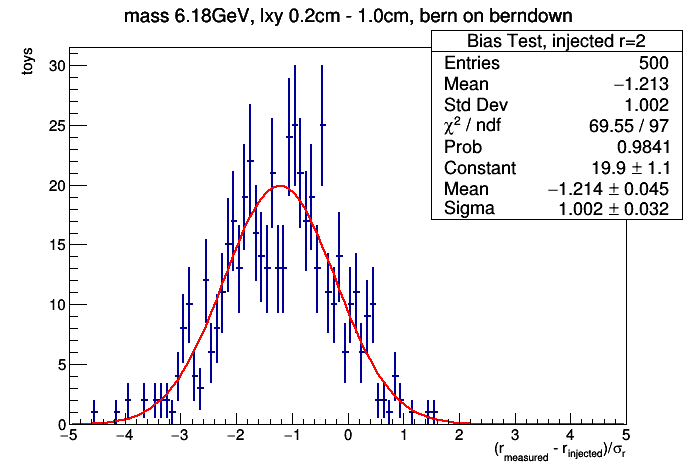 mass 6.18GeV, lxy 0.2cm - 1.0cm, bern on berndown
Bias Test, injected r=2
Entries 500
Mean −1.213
Std Dev 1.002
χ² / ndf 69.55 / 97
Prob 0.9841
Constant 19.9 ± 1.1
Mean −1.214 ± 0.045
Sigma 1.002 ± 0.032
toys
30
25
20
15
10
5
0
−5 −4 −3 −2 −1 0 1 2 3 4 5
(r_measured - r_injected)/σ_r